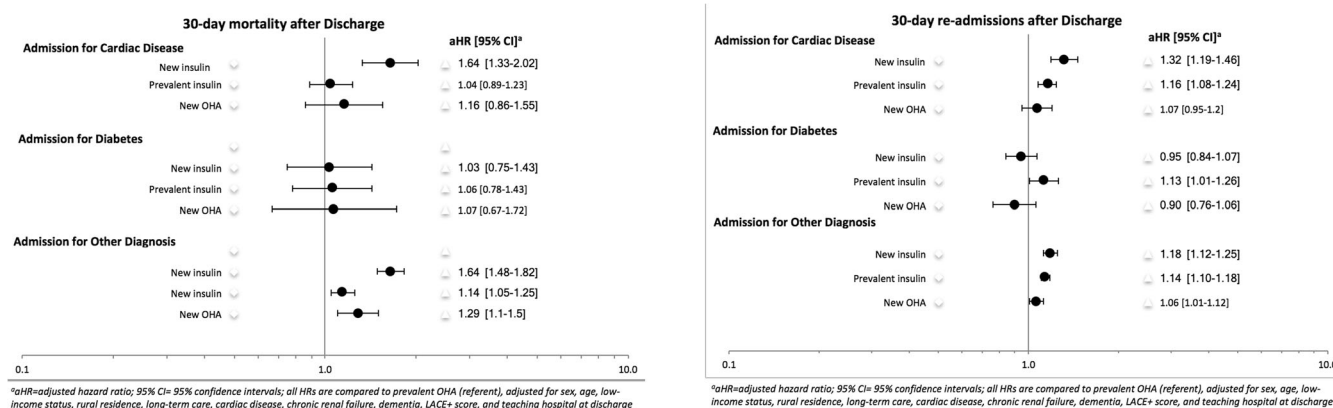 30-day mortality after Discharge
aHR [95% CI]ᵃ
Admission for Cardiac Disease
New insulin 1.64 [1.33-2.02]
Prevalent insulin 1.04 [0.89-1.23]
New OHA 1.16 [0.86-1.55]
Admission for Diabetes
New insulin 1.03 [0.75-1.43]
Prevalent insulin 1.06 [0.78-1.43]
New OHA 1.07 [0.67-1.72]
Admission for Other Diagnosis
New insulin 1.64 [1.48-1.82]
New insulin 1.14 [1.05-1.25]
New OHA 1.29 [1.1-1.5]
0.1 1.0 10.0
ᵃaHR=adjusted hazard ratio; 95% CI= 95% confidence intervals; all HRs are compared to prevalent OHA (referent), adjusted for sex, age, low-
income status, rural residence, long-term care, cardiac disease, chronic renal failure, dementia, LACE+ score, and teaching hospital at discharge
30-day re-admissions after Discharge
aHR [95% CI]ᵃ
Admission for Cardiac Disease
New insulin 1.32 [1.19-1.46]
Prevalent insulin 1.16 [1.08-1.24]
New OHA 1.07 [0.95-1.2]
Admission for Diabetes
New insulin 0.95 [0.84-1.07]
Prevalent insulin 1.13 [1.01-1.26]
New OHA 0.90 [0.76-1.06]
Admission for Other Diagnosis
New insulin 1.18 [1.12-1.25]
Prevalent insulin 1.14 [1.10-1.18]
New OHA 1.06 [1.01-1.12]
0.1 1.0 10.0
ᵃaHR=adjusted hazard ratio; 95% CI= 95% confidence intervals; all HRs are compared to prevalent OHA (referent), adjusted for sex, age, low-
income status, rural residence, long-term care, cardiac disease, chronic renal failure, dementia, LACE+ score, and teaching hospital at discharge